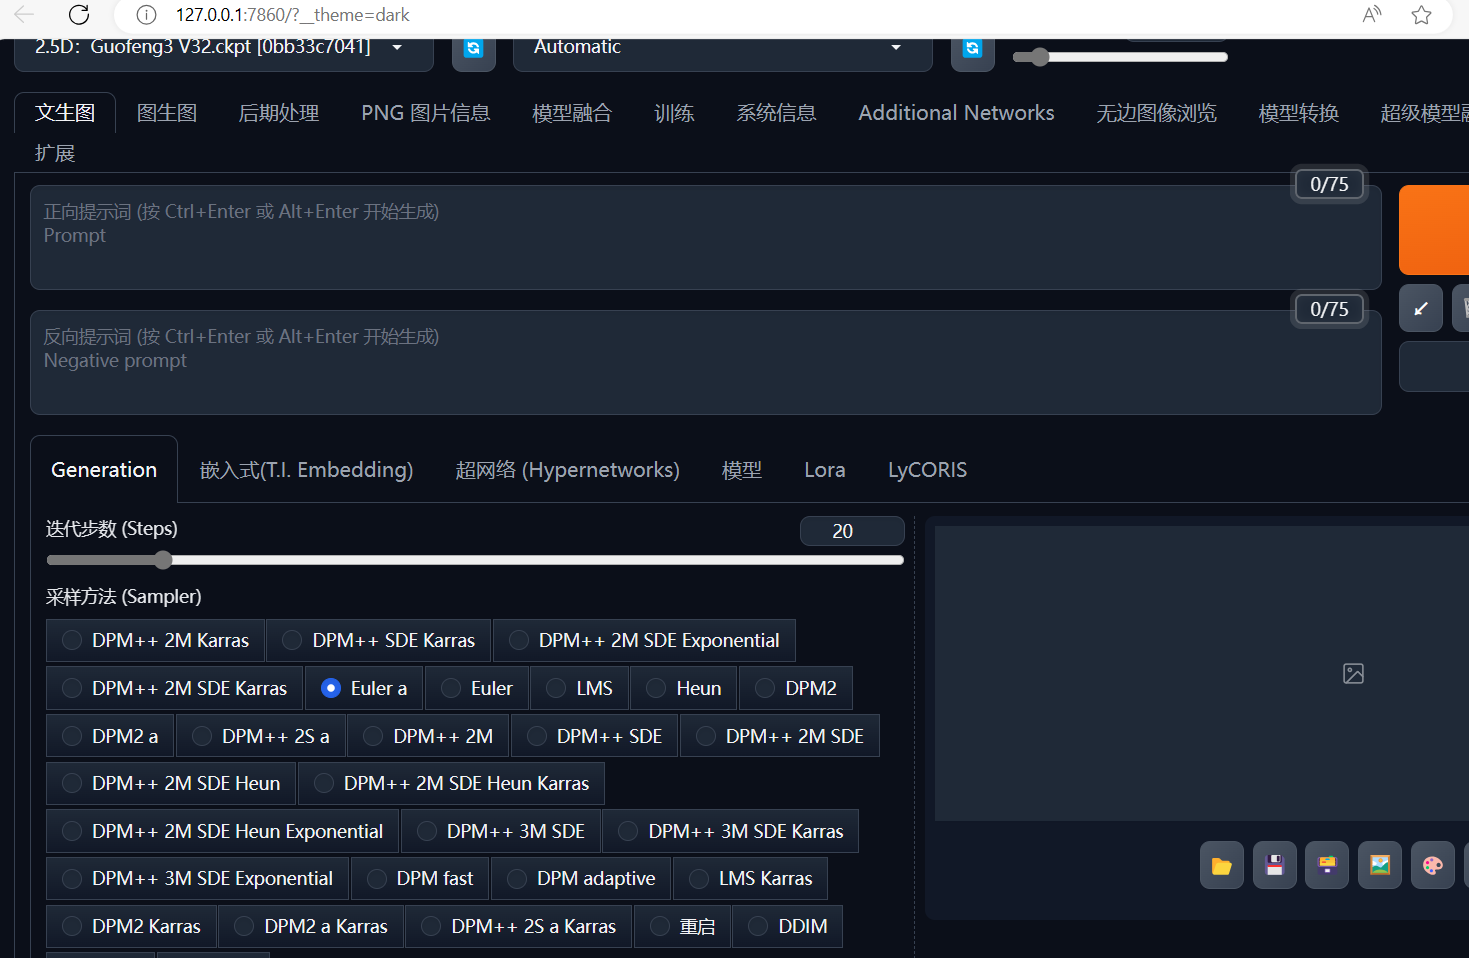 127.0.0.1:7860/?__theme=dark
2.5D：Guofeng3 V32.ckpt [0bb33c7041]
Automatic
文生图 图生图 后期处理 PNG 图片信息 模型融合 训练 系统信息 Additional Networks 无边图像浏览 模型转换 超级模型融
扩展
0/75
正向提示词 (按 Ctrl+Enter 或 Alt+Enter 开始生成)
Prompt
0/75
反向提示词 (按 Ctrl+Enter 或 Alt+Enter 开始生成)
Negative prompt
Generation 嵌入式(T.I. Embedding) 超网络 (Hypernetworks) 模型 Lora LyCORIS
迭代步数 (Steps) 20
采样方法 (Sampler)
DPM++ 2M Karras DPM++ SDE Karras DPM++ 2M SDE Exponential
DPM++ 2M SDE Karras Euler a Euler LMS Heun DPM2
DPM2 a DPM++ 2S a DPM++ 2M DPM++ SDE DPM++ 2M SDE
DPM++ 2M SDE Heun DPM++ 2M SDE Heun Karras
DPM++ 2M SDE Heun Exponential DPM++ 3M SDE DPM++ 3M SDE Karras
DPM++ 3M SDE Exponential DPM fast DPM adaptive LMS Karras
DPM2 Karras DPM2 a Karras DPM++ 2S a Karras 重启 DDIM